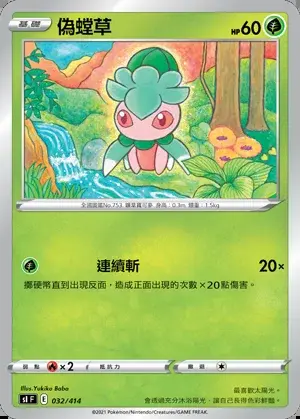 基礎 偽螳草 HP60
全國圖鑑No.753 鐮草寶可夢 身高：0.3m 體重：1.5kg
連續斬 20×
擲硬幣直到出現反面，造成正面出現的次數×20點傷害。
弱點 ×2 抵抗力 撤退
Illus.Yukiko Baba
sI F E 032/414
最喜歡太陽光。
會透過充分沐浴陽光，讓自己長得色彩鮮豔。
©2021 Pokémon/Nintendo/Creatures/GAME FREAK.